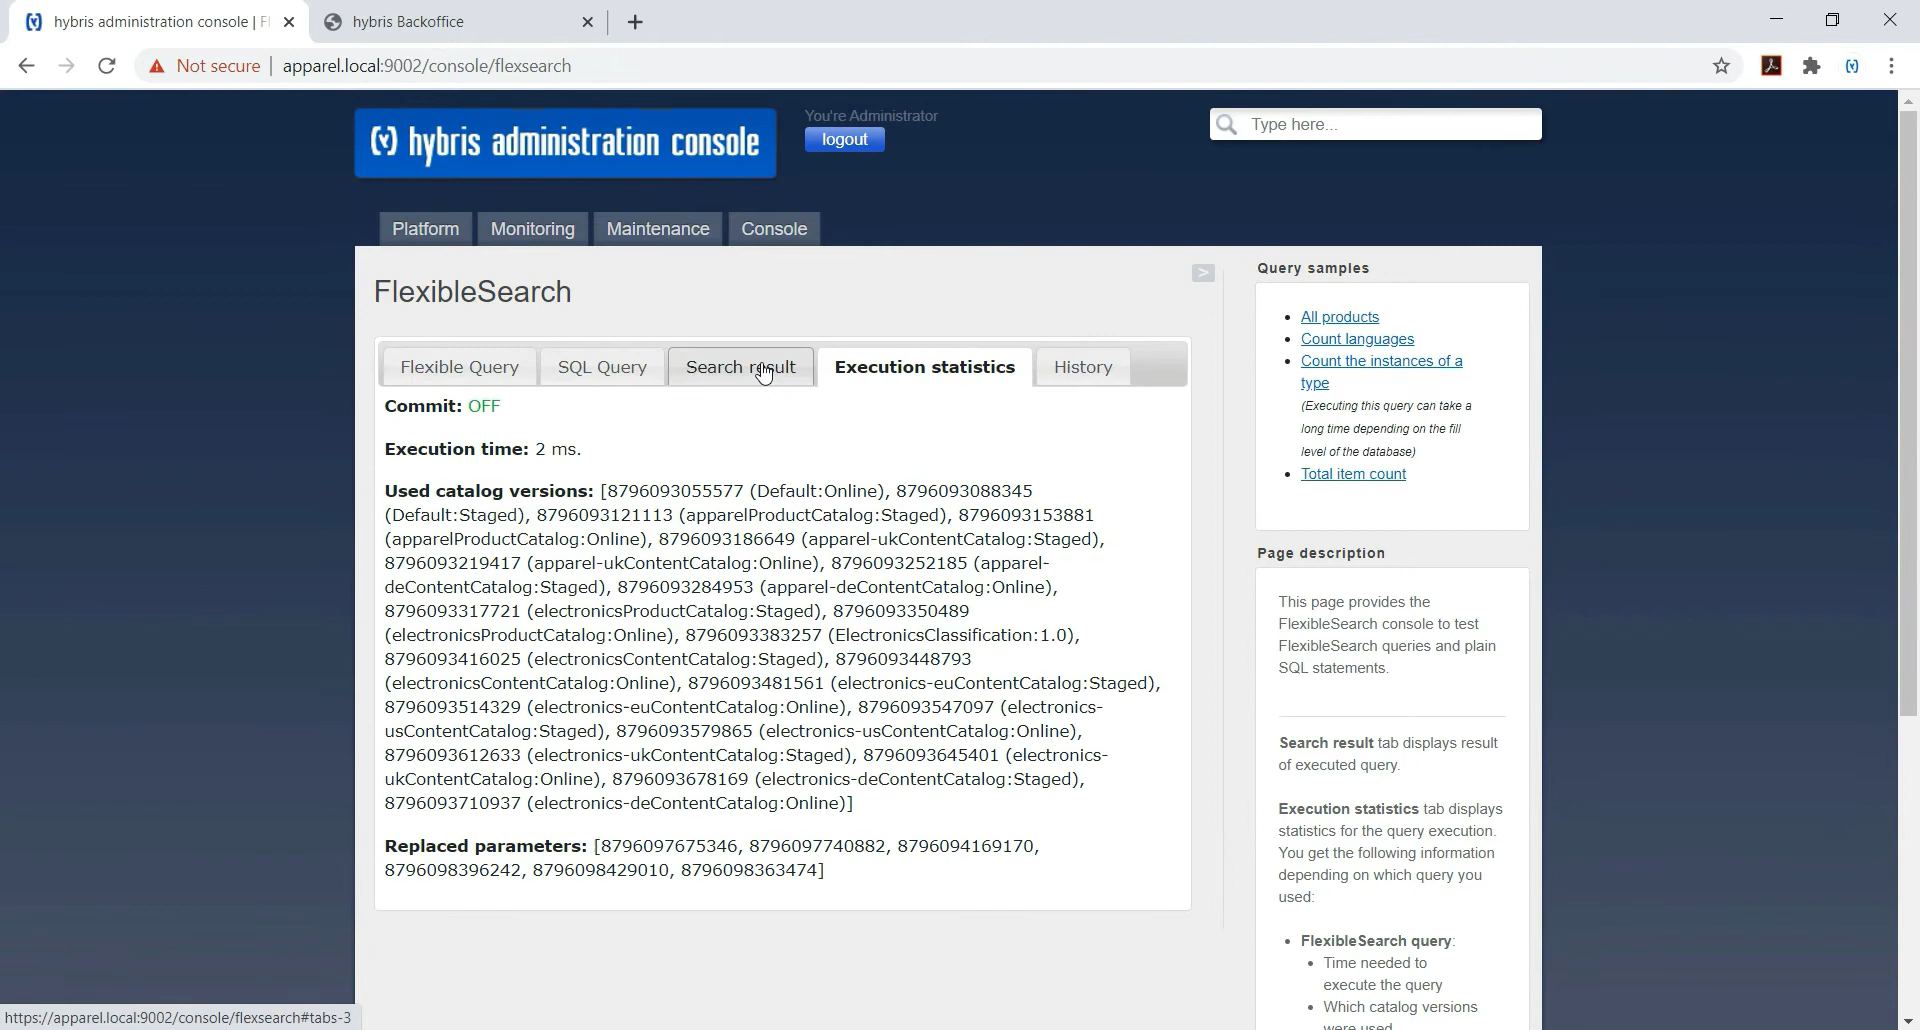 hybris administration console | Fl
hybris Backoffice
Not secure
apparel.local:9002/console/flexsearch
hybris administration console
You're Administrator
logout
Type here...
Platform
Monitoring
Maintenance
Console
FlexibleSearch
>
Flexible Query
SQL Query
Search result
Execution statistics
History
Commit: OFF
Execution time: 2 ms.
Used catalog versions: [8796093055577 (Default:Online), 8796093088345
(Default:Staged), 8796093121113 (apparelProductCatalog:Staged), 8796093153881
(apparelProductCatalog:Online), 8796093186649 (apparel-ukContentCatalog:Staged),
8796093219417 (apparel-ukContentCatalog:Online), 8796093252185 (apparel-
deContentCatalog:Staged), 8796093284953 (apparel-deContentCatalog:Online),
8796093317721 (electronicsProductCatalog:Staged), 8796093350489
(electronicsProductCatalog:Online), 8796093383257 (ElectronicsClassification:1.0),
8796093416025 (electronicsContentCatalog:Staged), 8796093448793
(electronicsContentCatalog:Online), 8796093481561 (electronics-euContentCatalog:Staged),
8796093514329 (electronics-euContentCatalog:Online), 8796093547097 (electronics-
usContentCatalog:Staged), 8796093579865 (electronics-usContentCatalog:Online),
8796093612633 (electronics-ukContentCatalog:Staged), 8796093645401 (electronics-
ukContentCatalog:Online), 8796093678169 (electronics-deContentCatalog:Staged),
8796093710937 (electronics-deContentCatalog:Online)]
Replaced parameters: [8796097675346, 8796097740882, 8796094169170,
8796098396242, 8796098429010, 8796098363474]
Query samples
• All products
• Count languages
• Count the instances of a
type
(Executing this query can take a
long time depending on the fill
level of the database)
• Total item count
Page description
This page provides the
FlexibleSearch console to test
FlexibleSearch queries and plain
SQL statements.
Search result tab displays result
of executed query.
Execution statistics tab displays
statistics for the query execution.
You get the following information
depending on which query you
used:
• FlexibleSearch query:
• Time needed to
execute the query
• Which catalog versions
were used
https://apparel.local:9002/console/flexsearch#tabs-3